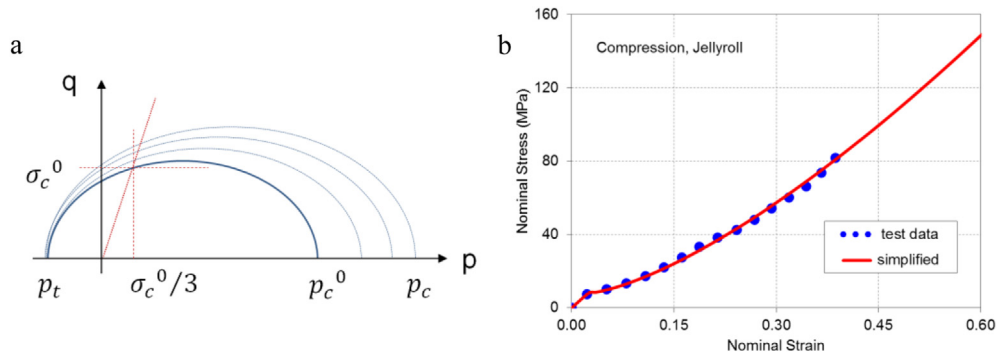 a
q
σc⁰
pt
σc⁰/3
pc⁰
pc
p
b
Compression, Jellyroll
Nominal Stress (MPa)
160
120
80
40
0
test data
simplified
0.00 0.15 0.30 0.45 0.60
Nominal Strain